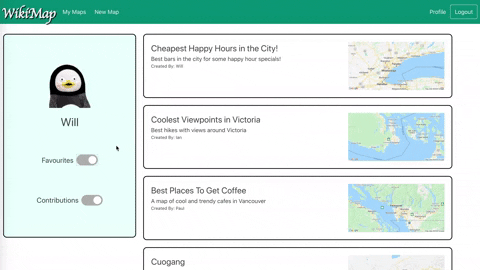 WikiMap
My Maps
New Map
Profile
Logout
Will
Favourites
Contributions
Cheapest Happy Hours in the City!
Best bars in the city for some happy hour specials!
Created By: Will
Coolest Viewpoints in Victoria
Best hikes with views around Victoria
Created By: Ian
Best Places To Get Coffee
A map of cool and trendy cafes in Vancouver
Created By: Paul
Cuogang